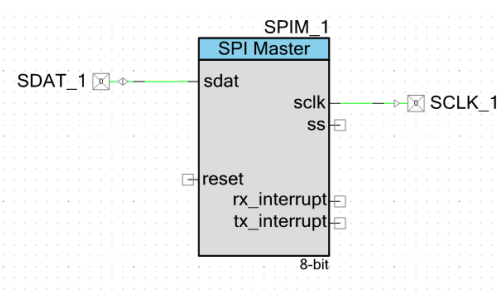 SPIM_1
SPI Master
SDAT_1
sdat
sclk
SCLK_1
ss
reset
rx_interrupt
tx_interrupt
8-bit